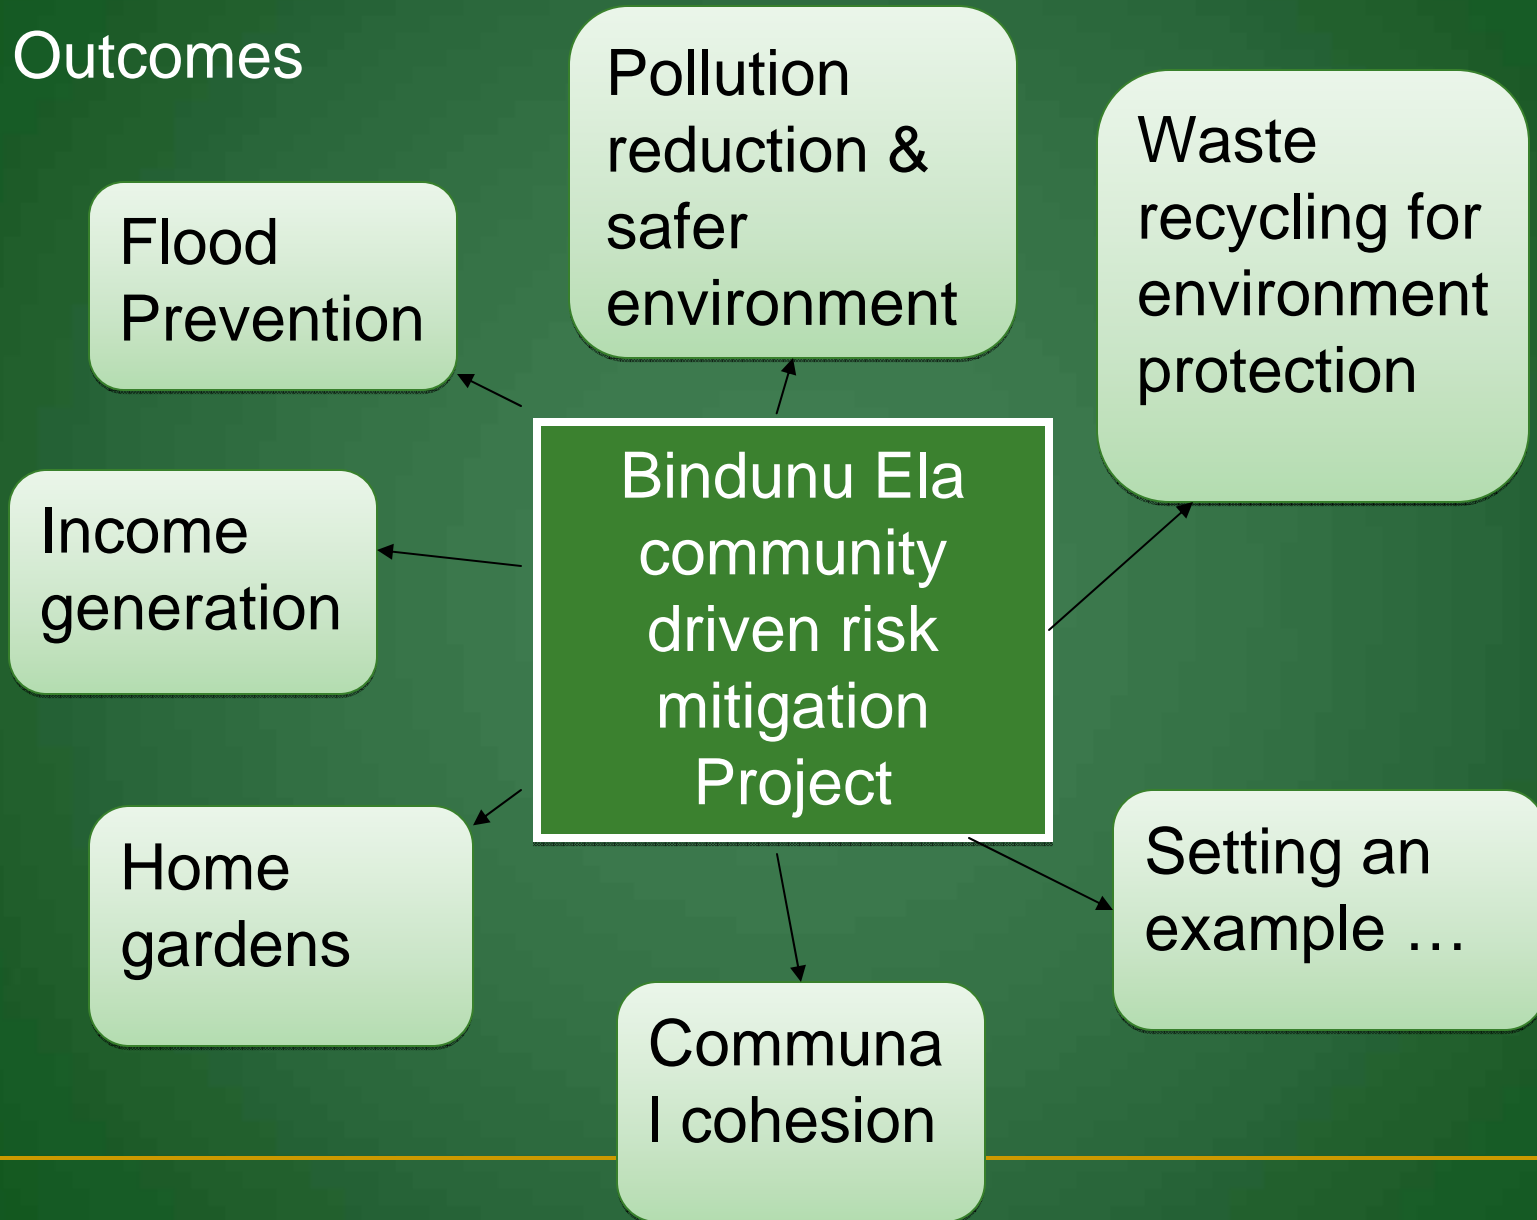 Outcomes
Pollution
reduction &
safer
environment
Waste
recycling for
environment
protection
Flood
Prevention
Bindunu Ela
community
driven risk
mitigation
Project
Income
generation
Home
gardens
Setting an
example …
Communa
l cohesion